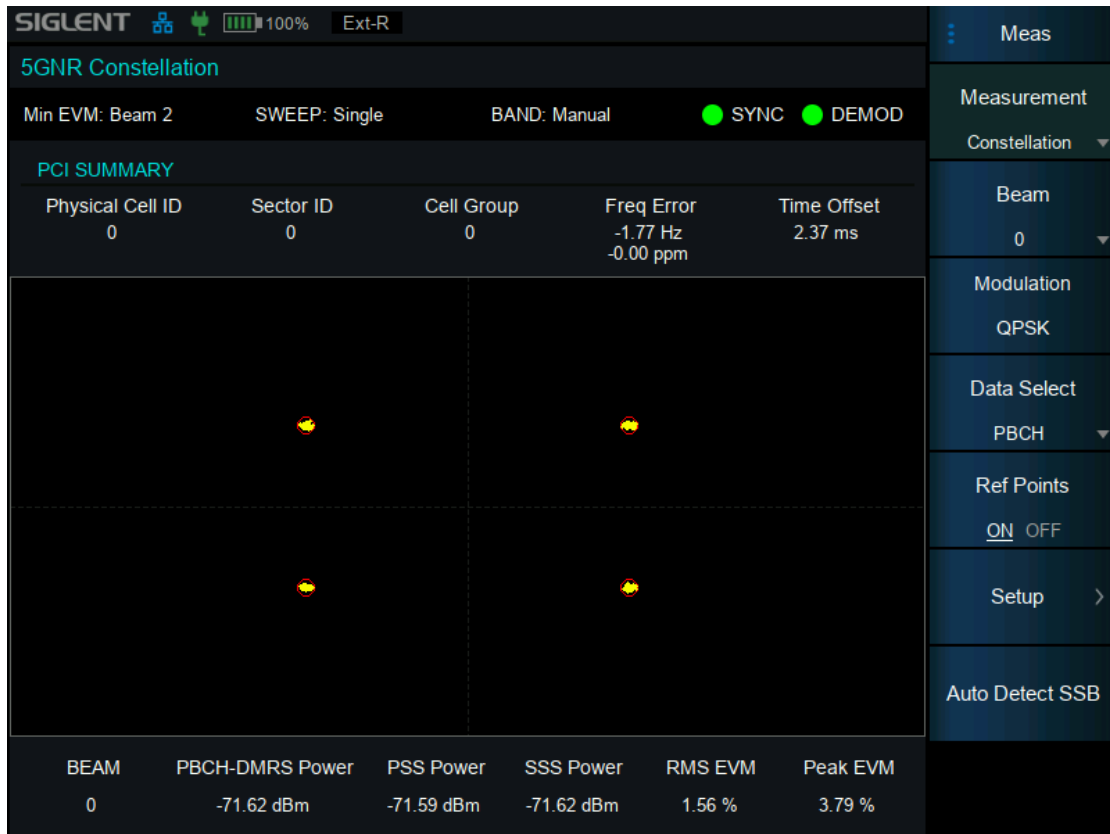 SIGLENT 100% Ext-R
5GNR Constellation
Min EVM: Beam 2 SWEEP: Single BAND: Manual SYNC DEMOD
PCI SUMMARY
Physical Cell ID Sector ID Cell Group Freq Error Time Offset
0 0 0 -1.77 Hz 2.37 ms
-0.00 ppm
BEAM PBCH-DMRS Power PSS Power SSS Power RMS EVM Peak EVM
0 -71.62 dBm -71.59 dBm -71.62 dBm 1.56 % 3.79 %
Meas
Measurement
Constellation
Beam
0
Modulation
QPSK
Data Select
PBCH
Ref Points
ON OFF
Setup
Auto Detect SSB